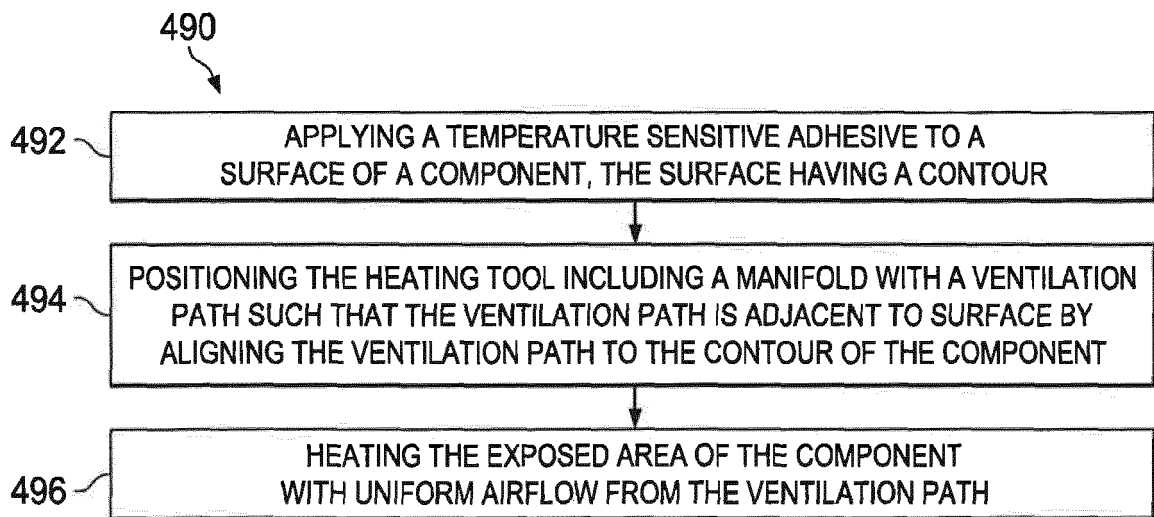 490
492
APPLYING A TEMPERATURE SENSITIVE ADHESIVE TO A
SURFACE OF A COMPONENT, THE SURFACE HAVING A CONTOUR
494
POSITIONING THE HEATING TOOL INCLUDING A MANIFOLD WITH A VENTILATION
PATH SUCH THAT THE VENTILATION PATH IS ADJACENT TO SURFACE BY
ALIGNING THE VENTILATION PATH TO THE CONTOUR OF THE COMPONENT
496
HEATING THE EXPOSED AREA OF THE COMPONENT
WITH UNIFORM AIRFLOW FROM THE VENTILATION PATH